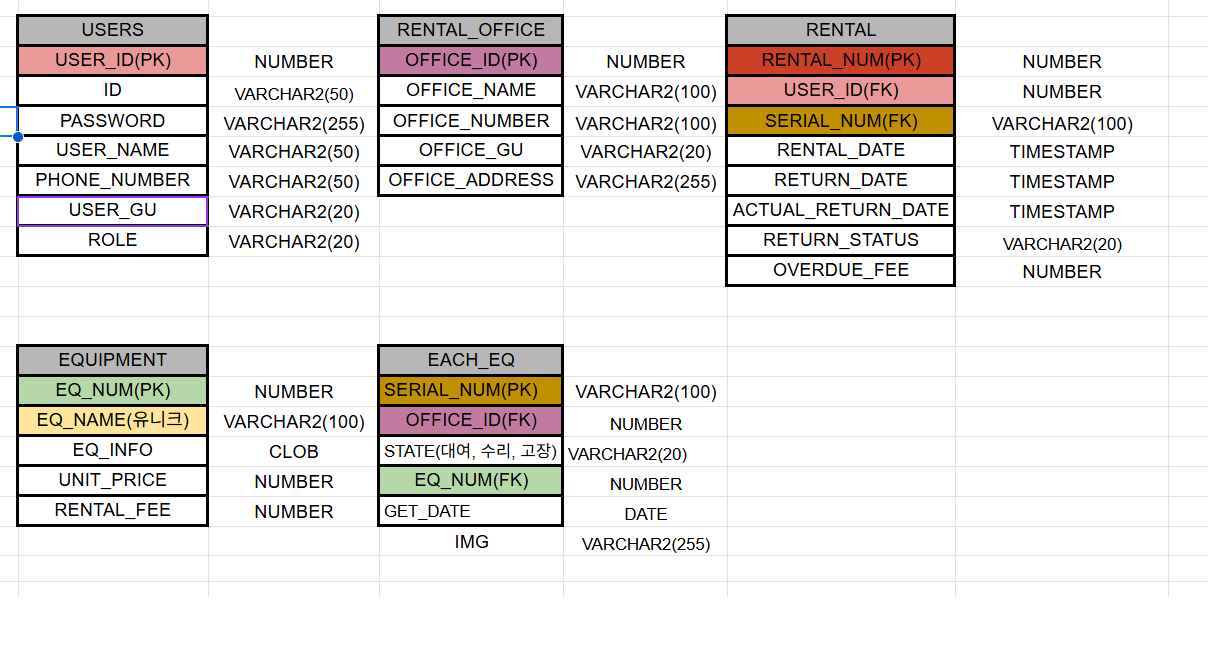 USERS RENTAL_OFFICE RENTAL
USER_ID(PK) NUMBER OFFICE_ID(PK) NUMBER RENTAL_NUM(PK) NUMBER
ID VARCHAR2(50) OFFICE_NAME VARCHAR2(100) USER_ID(FK) NUMBER
PASSWORD VARCHAR2(255) OFFICE_NUMBER VARCHAR2(100) SERIAL_NUM(FK) VARCHAR2(100)
USER_NAME VARCHAR2(50) OFFICE_GU VARCHAR2(20) RENTAL_DATE TIMESTAMP
PHONE_NUMBER VARCHAR2(50) OFFICE_ADDRESS VARCHAR2(255) RETURN_DATE TIMESTAMP
USER_GU VARCHAR2(20) ACTUAL_RETURN_DATE TIMESTAMP
ROLE VARCHAR2(20) RETURN_STATUS VARCHAR2(20)
OVERDUE_FEE NUMBER
EQUIPMENT EACH_EQ
EQ_NUM(PK) NUMBER SERIAL_NUM(PK) VARCHAR2(100)
EQ_NAME(유니크) VARCHAR2(100) OFFICE_ID(FK) NUMBER
EQ_INFO CLOB STATE(대여, 수리, 고장) VARCHAR2(20)
UNIT_PRICE NUMBER EQ_NUM(FK) NUMBER
RENTAL_FEE NUMBER GET_DATE DATE
IMG VARCHAR2(255)